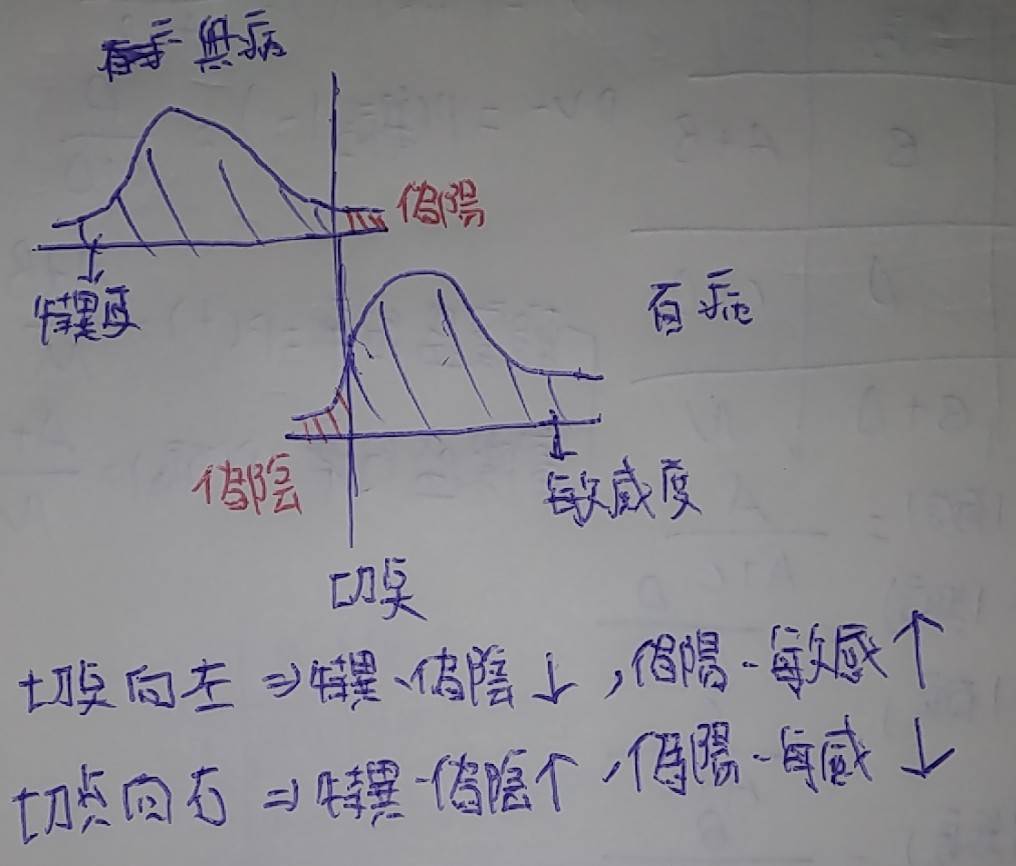 無病
偽陽
特異度
有病
偽陰
敏感度
切點
切點向左 ⇒ 特異、偽陰↓,偽陽、敏感↑
切點向右 ⇒ 特異、偽陰↑,偽陽、敏感↓